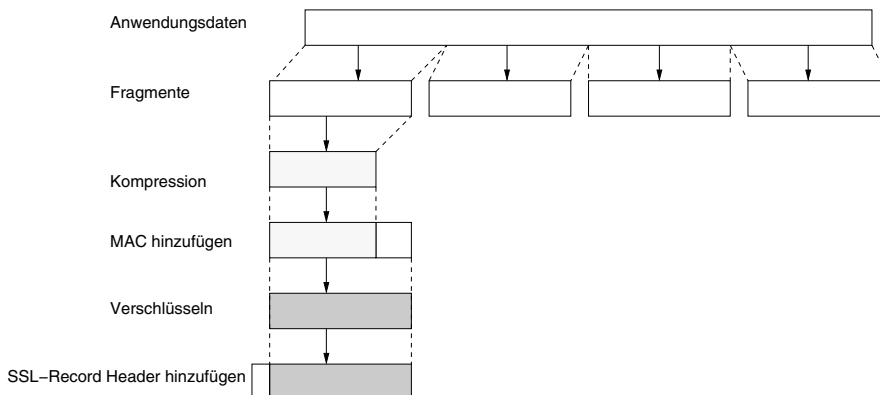 Anwendungsdaten
Fragmente
Kompression
MAC hinzufügen
Verschlüsseln
SSL−Record Header hinzufügen